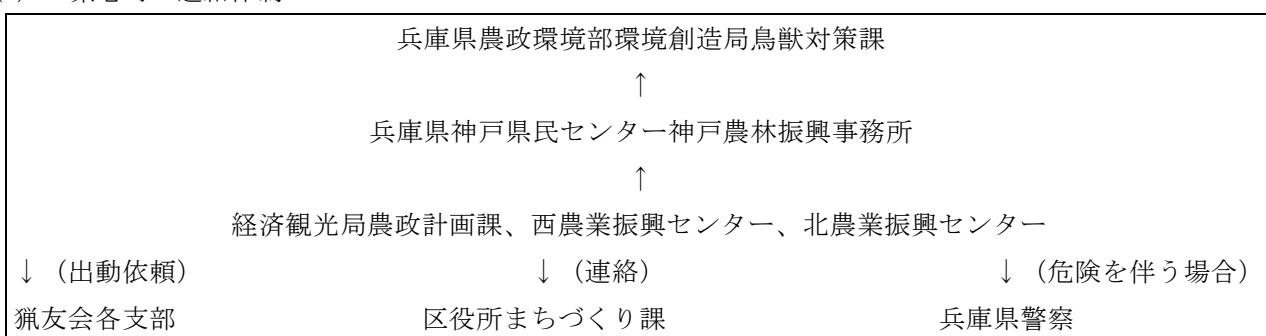 兵庫県農政環境部環境創造局鳥獣対策課
↑
兵庫県神戸県民センター神戸農林振興事務所
↑
経済観光局農政計画課、西農業振興センター、北農業振興センター
↓（出動依頼） ↓（連絡） ↓（危険を伴う場合）
猟友会各支部 区役所まちづくり課 兵庫県警察